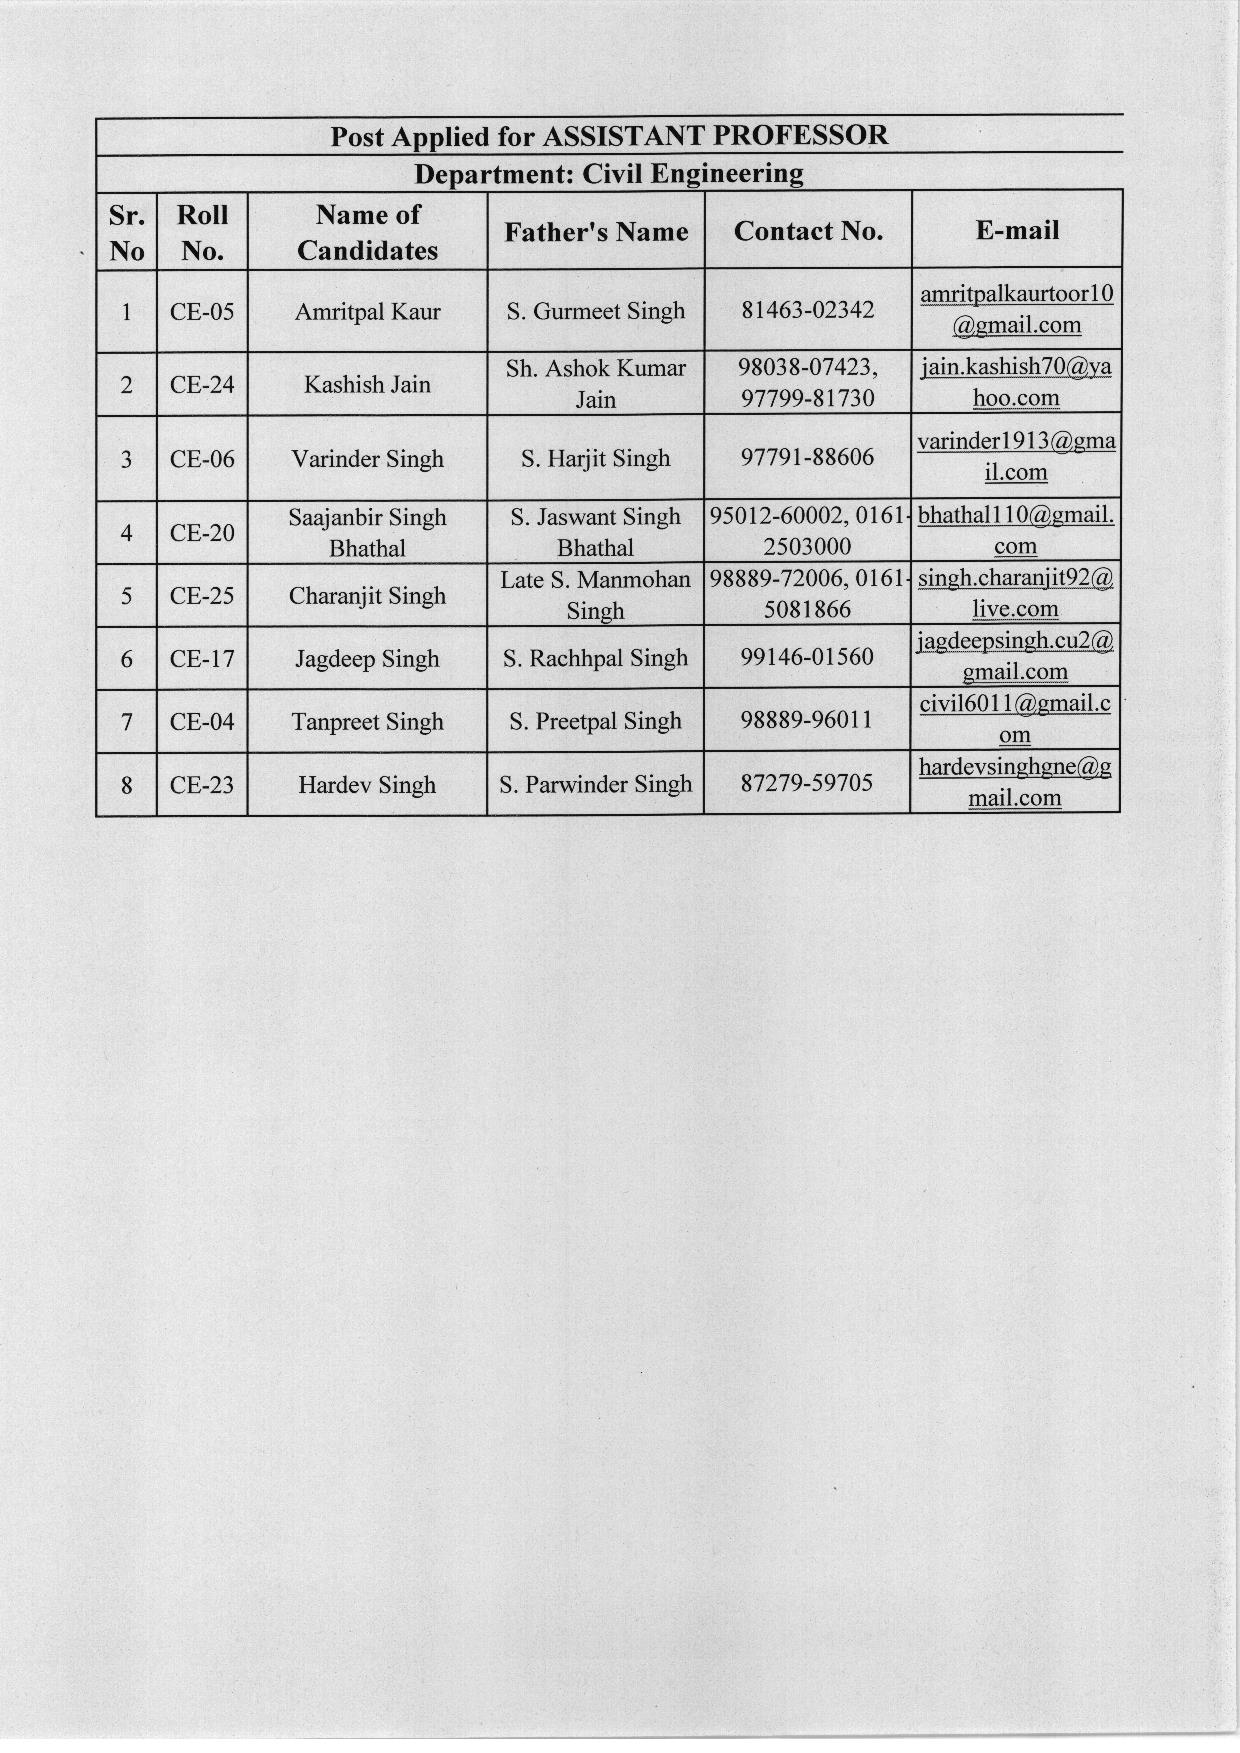 Post Applied for ASSISTANT PROFESSOR
Department: Civil Engineering
Sr. No | Roll No. | Name of Candidates | Father's Name | Contact No. | E-mail
1 | CE-05 | Amritpal Kaur | S. Gurmeet Singh | 81463-02342 | amritpalkaurtoor10@gmail.com
2 | CE-24 | Kashish Jain | Sh. Ashok Kumar Jain | 98038-07423, 97799-81730 | jain.kashish70@yahoo.com
3 | CE-06 | Varinder Singh | S. Harjit Singh | 97791-88606 | varinder1913@gmail.com
4 | CE-20 | Saajanbir Singh Bhathal | S. Jaswant Singh Bhathal | 95012-60002, 0161-2503000 | bhathal110@gmail.com
5 | CE-25 | Charanjit Singh | Late S. Manmohan Singh | 98889-72006, 0161-5081866 | singh.charanjit92@live.com
6 | CE-17 | Jagdeep Singh | S. Rachhpal Singh | 99146-01560 | jagdeepsingh.cu2@gmail.com
7 | CE-04 | Tanpreet Singh | S. Preetpal Singh | 98889-96011 | civil6011@gmail.com
8 | CE-23 | Hardev Singh | S. Parwinder Singh | 87279-59705 | hardevsinghgne@gmail.com